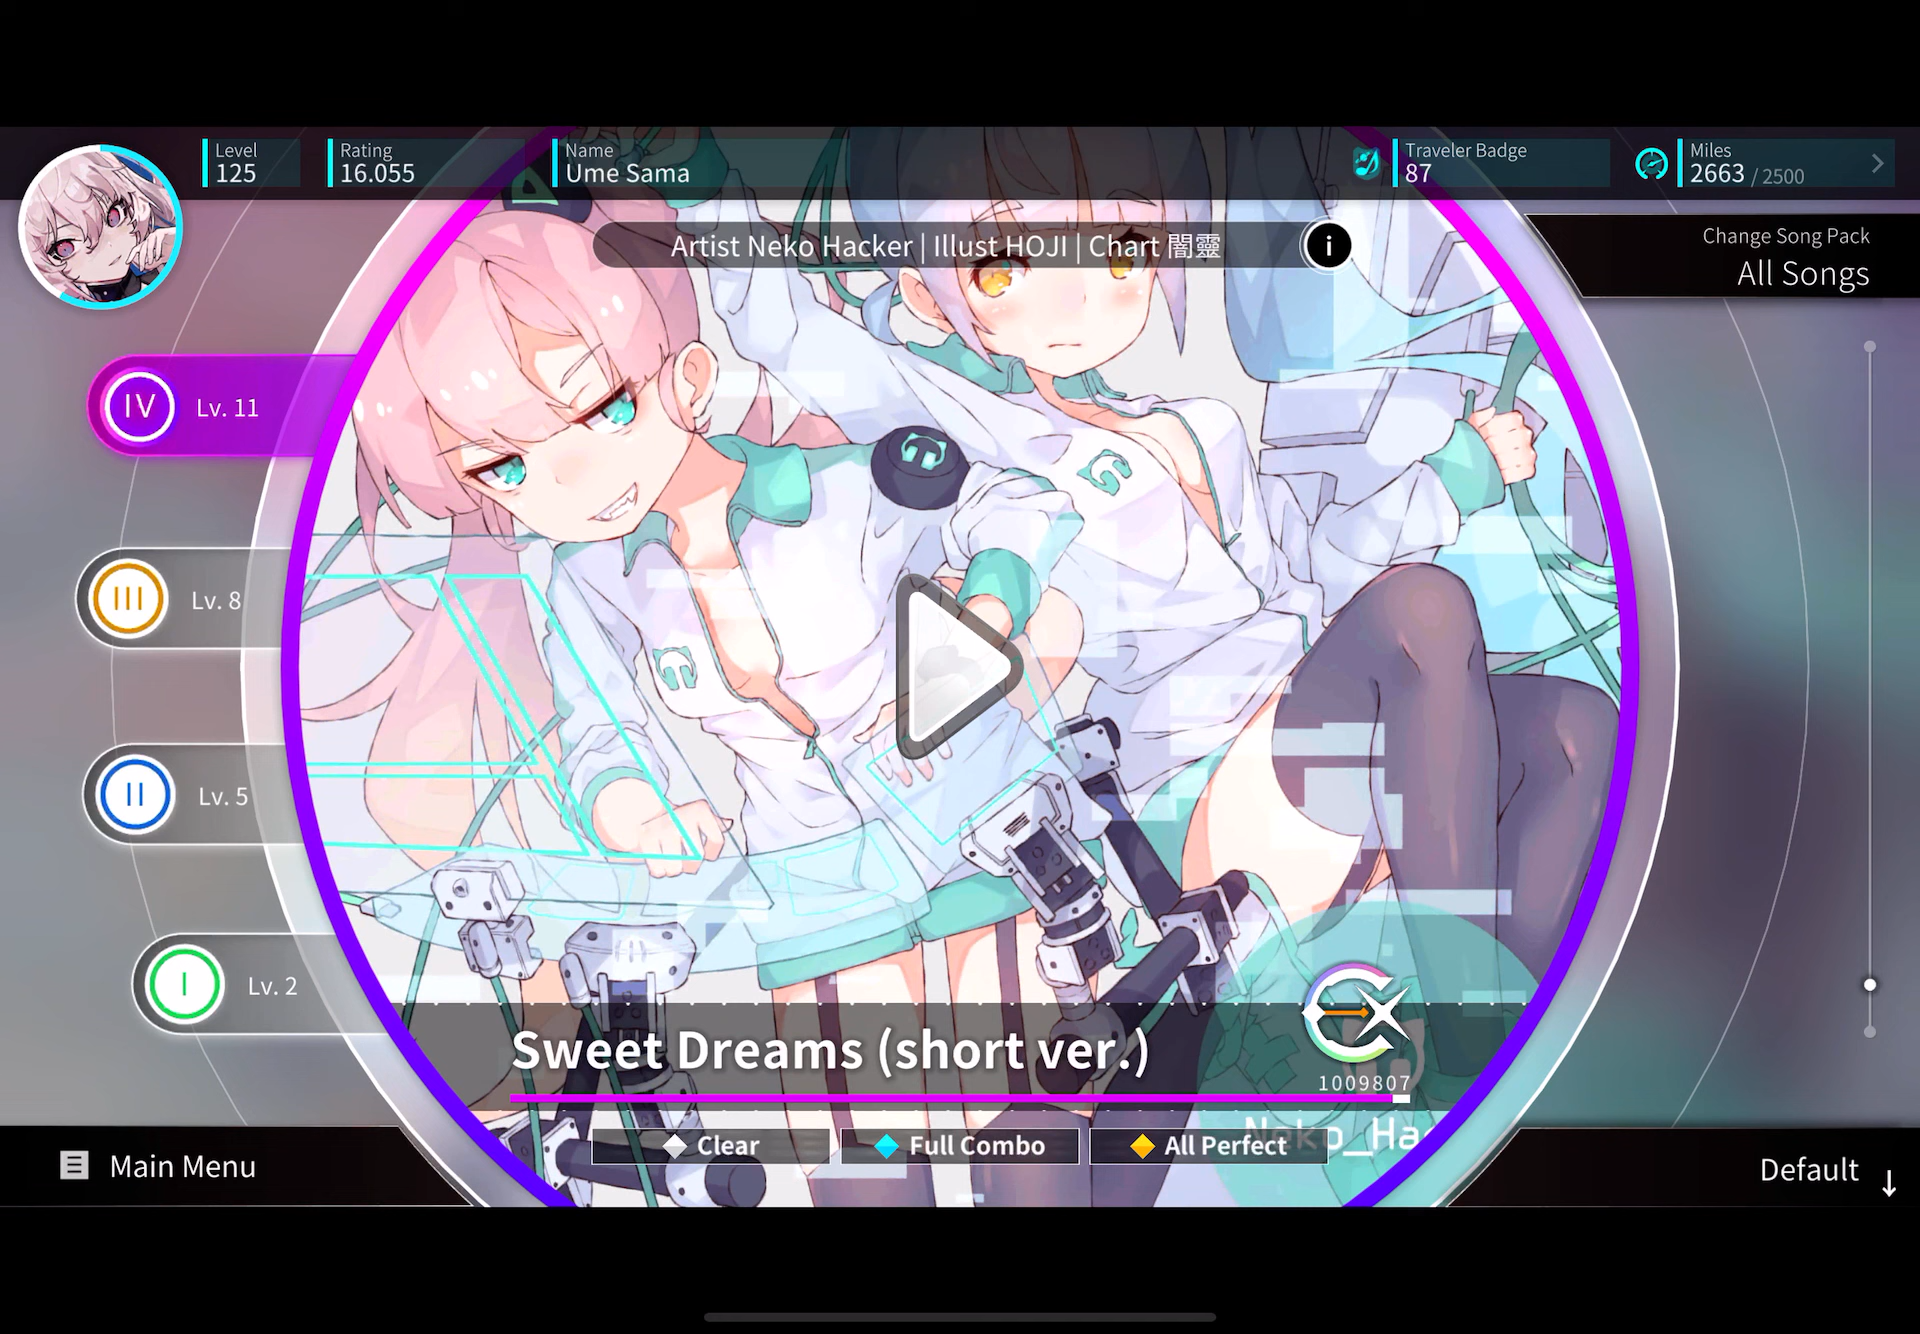 Level
125
Rating
16.055
Name
Ume Sama
Traveler Badge
87
Miles
2663 / 2500
Artist Neko Hacker | Illust HOJI | Chart 闇靈
i
Change Song Pack
All Songs
IV Lv. 11
III Lv. 8
II Lv. 5
I Lv. 2
Sweet Dreams (short ver.)
EX
1009807
Neko_Ha
Clear
Full Combo
All Perfect
Main Menu
Default ↓